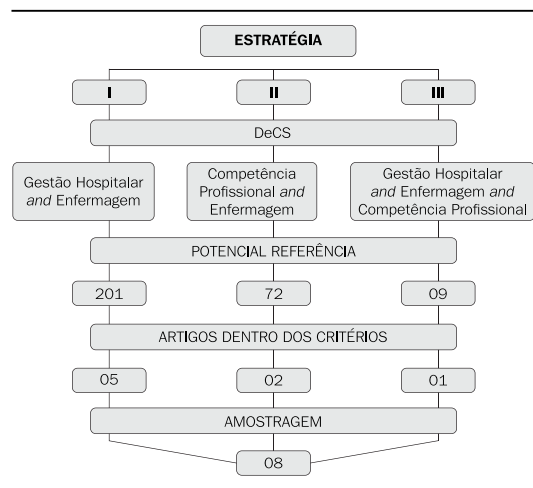 ESTRATÉGIA
I
II
III
DeCS
Gestão Hospitalar
and Enfermagem
Competência
Profissional and
Enfermagem
Gestão Hospitalar
and Enfermagem and
Competência Profissional
POTENCIAL REFERÊNCIA
201
72
09
ARTIGOS DENTRO DOS CRITÉRIOS
05
02
01
AMOSTRAGEM
08